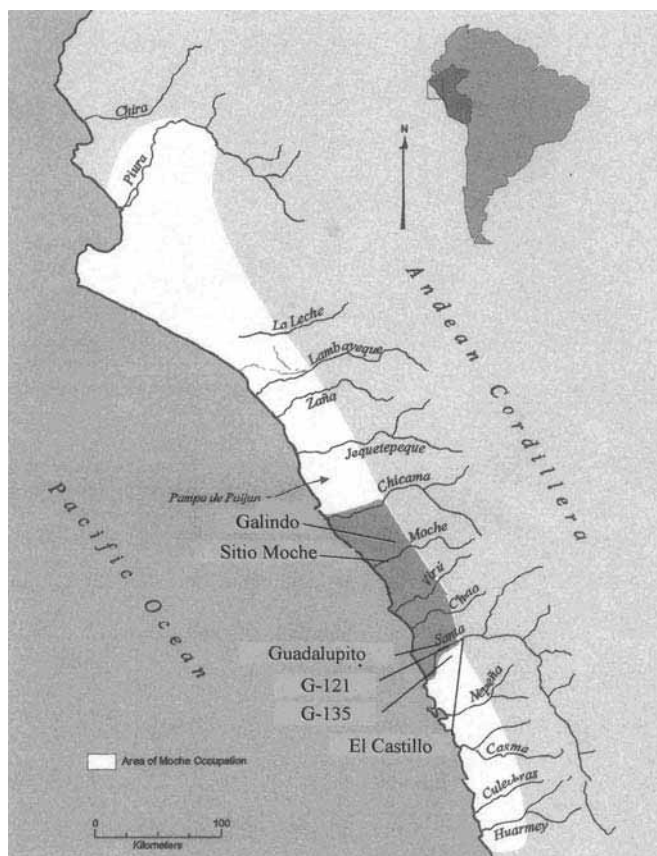 Chira
Piura
N
La Leche
Lambayeque
Zaña
Jequetepeque
Pampa de Paiján
Chicama
Galindo
Moche
Sitio Moche
Virú
Chao
Santa
Guadalupito
G-121
G-135
Nepeña
El Castillo
Casma
Culebras
Huarmey
Andean Cordillera
Pacific Ocean
Area of Moche Occupation
0 100
Kilometers